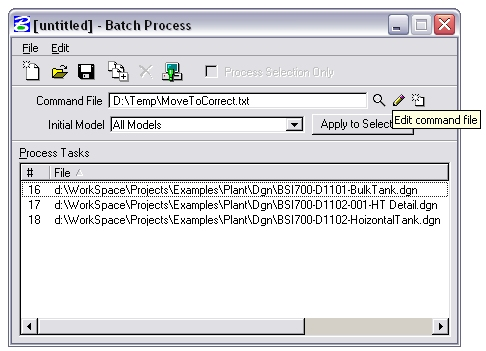 [untitled] - Batch Process
File Edit
Process Selection Only
Command File D:\Temp\MoveToCorrect.txt
Edit command file
Initial Model All Models Apply to Selec
Process Tasks
# File
16 d:\WorkSpace\Projects\Examples\Plant\Dgn\BSI700-D1101-BulkTank.dgn
17 d:\WorkSpace\Projects\Examples\Plant\Dgn\BSI700-D1102-001-HT Detail.dgn
18 d:\WorkSpace\Projects\Examples\Plant\Dgn\BSI700-D1102-HoizontalTank.dgn